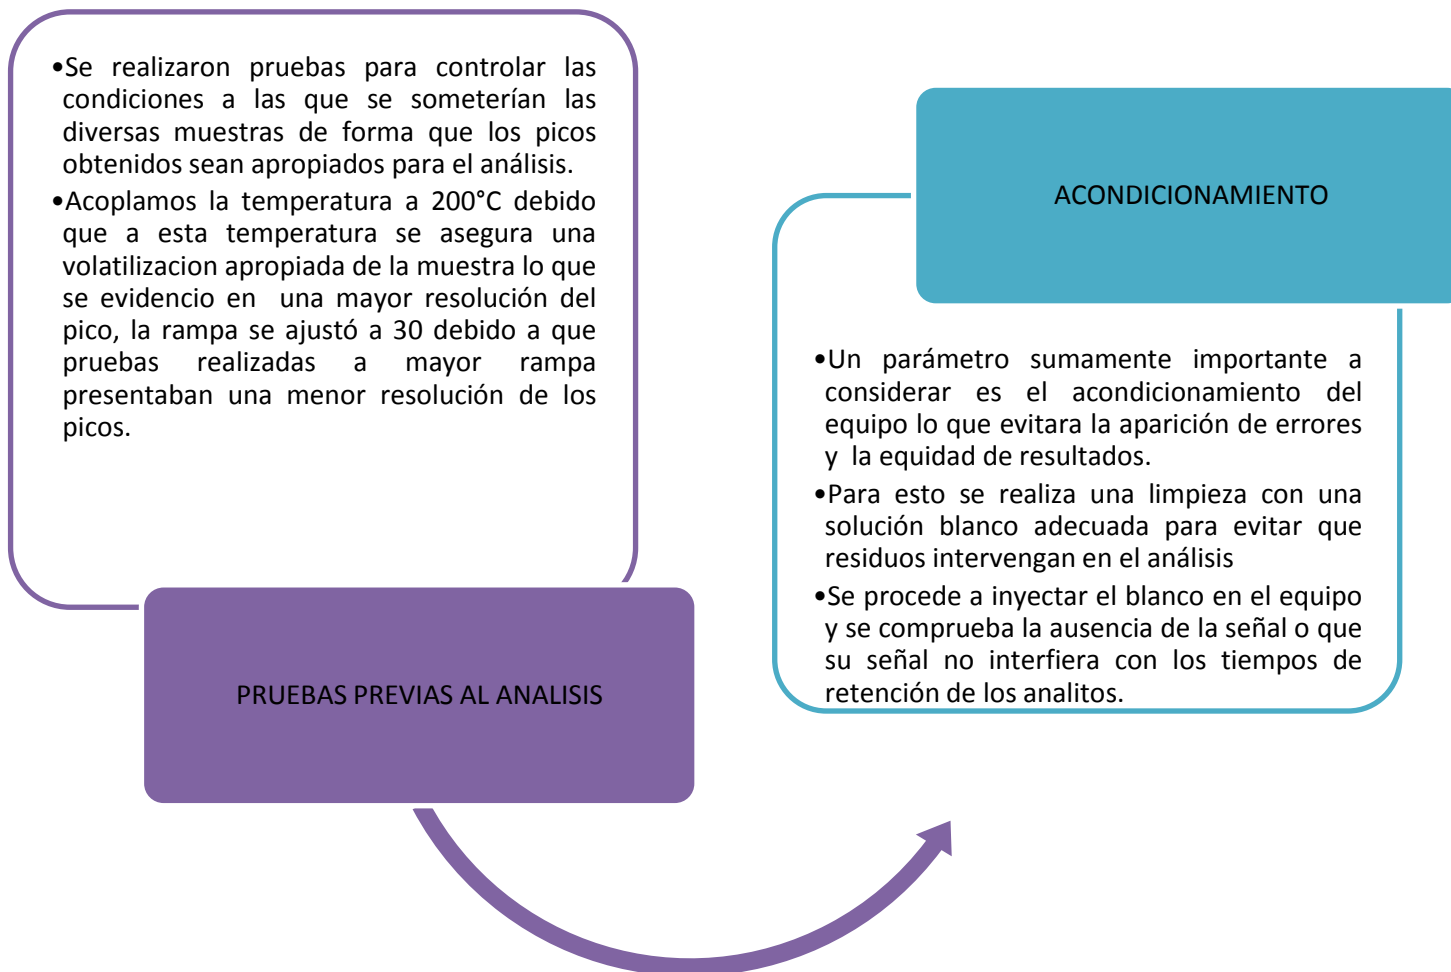 •Se realizaron pruebas para controlar las
condiciones a las que se someterían las
diversas muestras de forma que los picos
obtenidos sean apropiados para el análisis.
•Acoplamos la temperatura a 200°C debido
que a esta temperatura se asegura una
volatilizacion apropiada de la muestra lo que
se evidencio en una mayor resolución del
pico, la rampa se ajustó a 30 debido a que
pruebas realizadas a mayor rampa
presentaban una menor resolución de los
picos.
PRUEBAS PREVIAS AL ANALISIS
ACONDICIONAMIENTO
•Un parámetro sumamente importante a
considerar es el acondicionamiento del
equipo lo que evitara la aparición de errores
y la equidad de resultados.
•Para esto se realiza una limpieza con una
solución blanco adecuada para evitar que
residuos intervengan en el análisis
•Se procede a inyectar el blanco en el equipo
y se comprueba la ausencia de la señal o que
su señal no interfiera con los tiempos de
retención de los analitos.